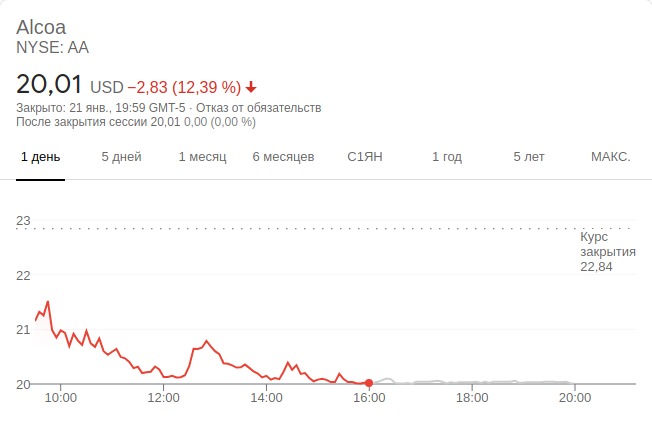 Alcoa
NYSE: AA
20,01 USD −2,83 (12,39 %)
Закрыто: 21 янв., 19:59 GMT-5 · Отказ от обязательств
После закрытия сессии 20,01 0,00 (0,00 %)
1 день 5 дней 1 месяц 6 месяцев С1ЯН 1 год 5 лет МАКС.
23
Курс
закрытия
22,84
22
21
20
10:00 12:00 14:00 16:00 18:00 20:00